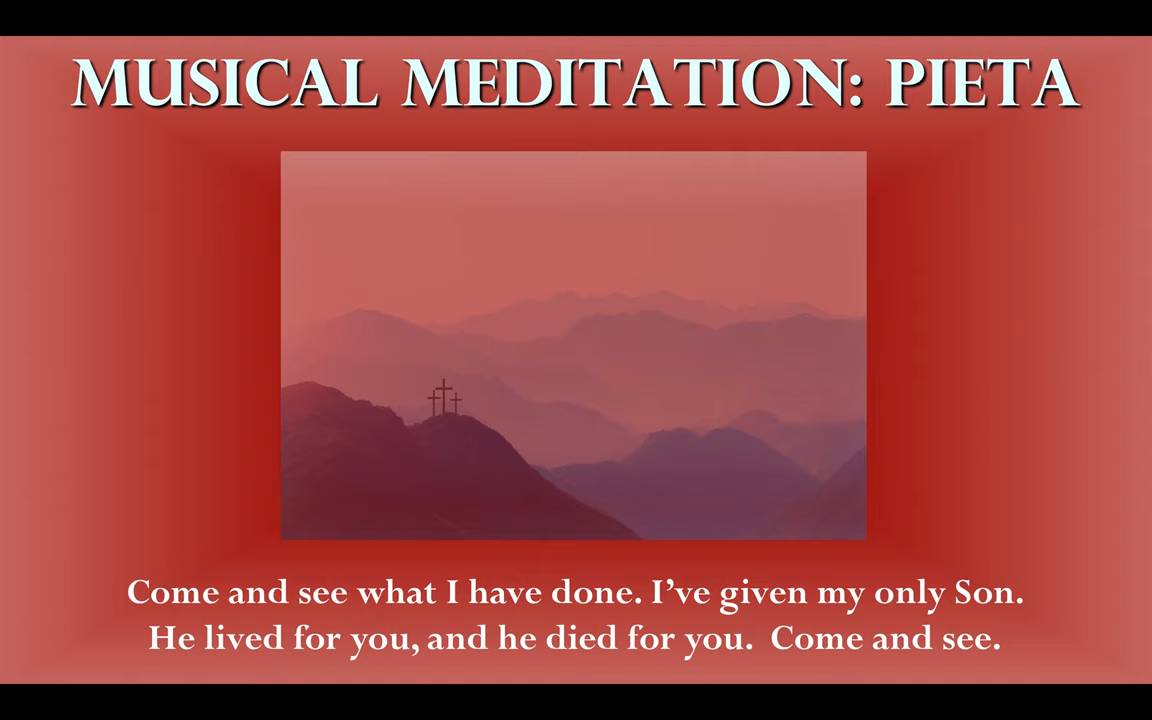 MUSICAL MEDITATION: PIETA
Come and see what I have done. I’ve given my only Son.
He lived for you, and he died for you.  Come and see.